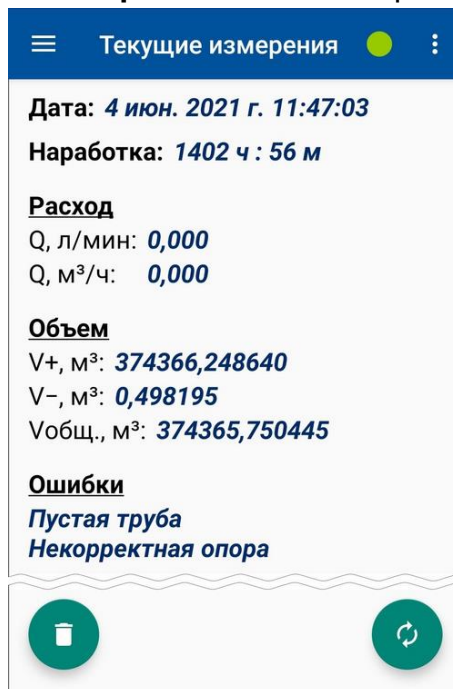 Текущие измерения
Дата: 4 июн. 2021 г. 11:47:03
Наработка: 1402 ч : 56 м
Расход
Q, л/мин: 0,000
Q, м³/ч: 0,000
Объем
V+, м³: 374366,248640
V−, м³: 0,498195
Vобщ., м³: 374365,750445
Ошибки
Пустая труба
Некорректная опора